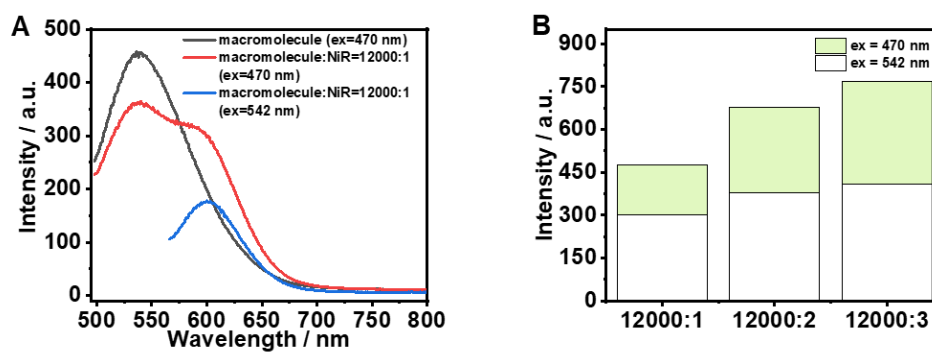 A
macromolecule (ex=470 nm)
macromolecule:NiR=12000:1
(ex=470 nm)
macromolecule:NiR=12000:1
(ex=542 nm)
Intensity / a.u.
500
400
300
200
100
0
500 550 600 650 700 750 800
Wavelength / nm
B
ex = 470 nm
ex = 542 nm
Intensity / a.u.
900
750
600
450
300
150
0
12000:1 12000:2 12000:3